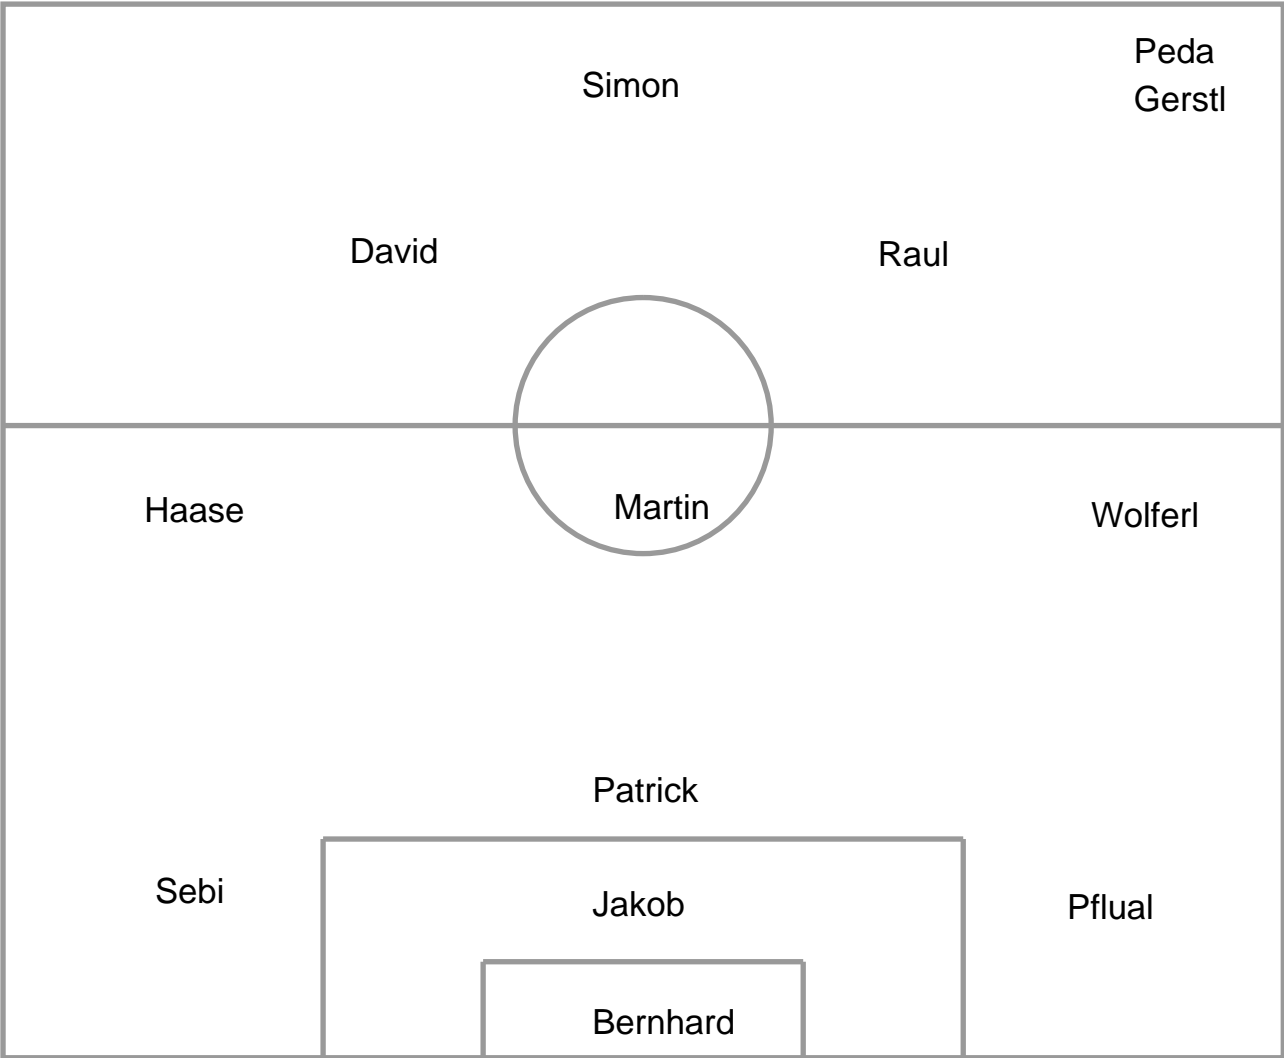 Peda
Gerstl
Simon
David
Raul
Haase
Martin
Wolferl
Patrick
Sebi
Jakob
Pflual
Bernhard